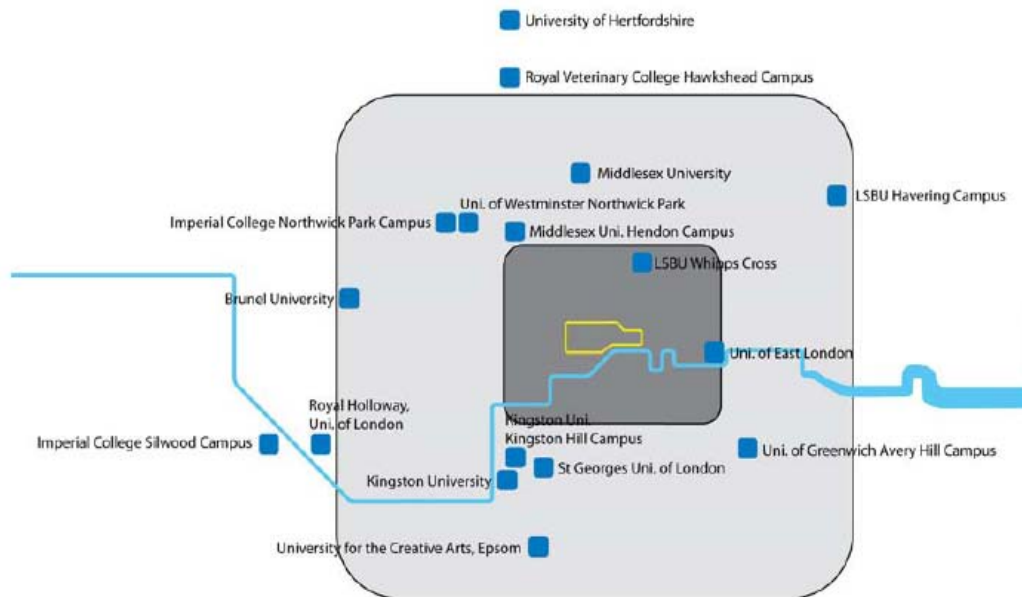 University of Hertfordshire
Royal Veterinary College Hawkshead Campus
Middlesex University
LSBU Havering Campus
Uni. of Westminster Northwick Park
Imperial College Northwick Park Campus
Middlesex Uni. Hendon Campus
LSBU Whipps Cross
Brunel University
Uni. of East London
Royal Holloway,
Uni. of London
Kingston Uni.
Kingston Hill Campus
Imperial College Silwood Campus
Uni. of Greenwich Avery Hill Campus
St Georges Uni. of London
Kingston University
University for the Creative Arts, Epsom